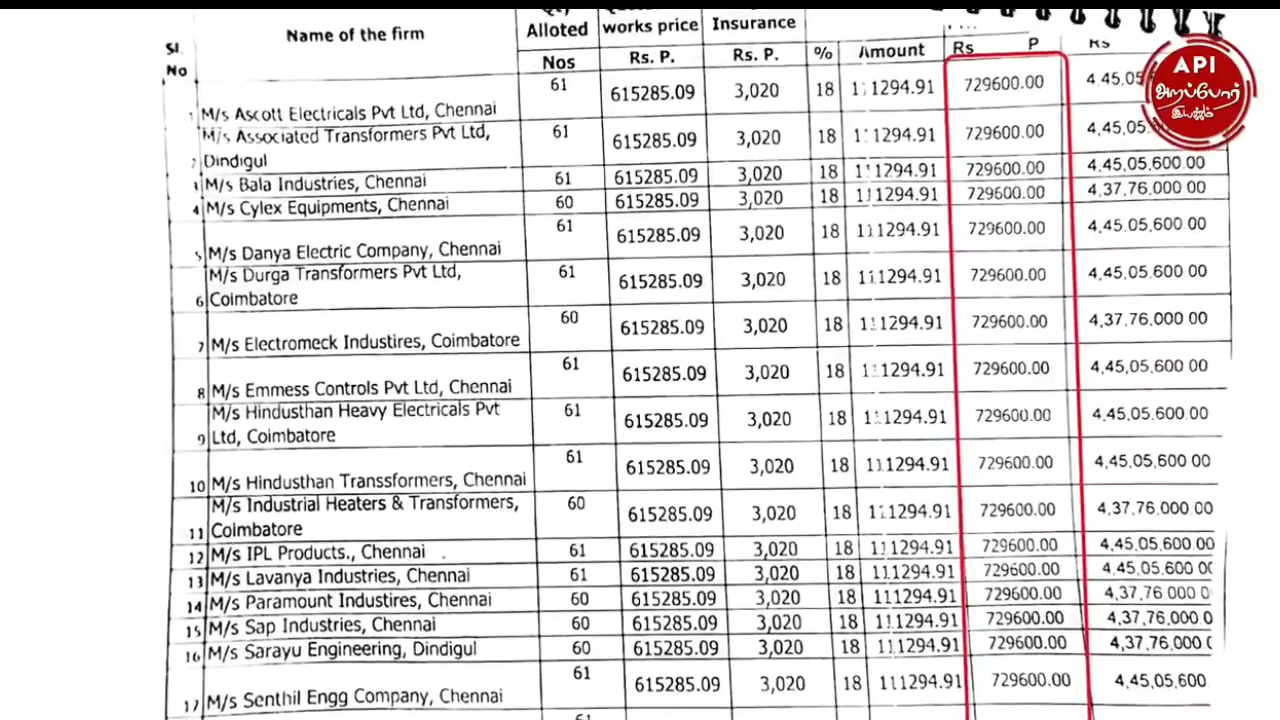 Sl. No Name of the firm Alloted Nos works price Rs. P. Insurance Rs. P. % Amount Rs P Rs
API
அறப்போர்
இயக்கம்
1 M/s Ascott Electricals Pvt Ltd, Chennai 61 615285.09 3,020 18 111294.91 729600.00 4,45,05
2 M/s Associated Transformers Pvt Ltd, Dindigul 61 615285.09 3,020 18 111294.91 729600.00 4,45,05
3 M/s Bala Industries, Chennai 61 615285.09 3,020 18 111294.91 729600.00 4,45,05,600.00
4 M/s Cylex Equipments, Chennai 60 615285.09 3,020 18 111294.91 729600.00 4,37,76,000 00
5 M/s Danya Electric Company, Chennai 61 615285.09 3,020 18 111294.91 729600.00 4,45,05,600.00
6 M/s Durga Transformers Pvt Ltd, Coimbatore 61 615285.09 3,020 18 111294.91 729600.00 4,45,05,600.00
7 M/s Electromeck Industires, Coimbatore 60 615285.09 3,020 18 111294.91 729600.00 4,37,76,000 00
8 M/s Emmess Controls Pvt Ltd, Chennai 61 615285.09 3,020 18 111294.91 729600.00 4,45,05,600.00
9 M/s Hindusthan Heavy Electricals Pvt Ltd, Coimbatore 61 615285.09 3,020 18 111294.91 729600.00 4,45,05,600.00
10 M/s Hindusthan Transsformers, Chennai 61 615285.09 3,020 18 111294.91 729600.00 4,45,05,600 00
11 M/s Industrial Heaters & Transformers, Coimbatore 60 615285.09 3,020 18 111294.91 729600.00 4,37,76,000.00
12 M/s IPL Products., Chennai 61 615285.09 3,020 18 111294.91 729600.00 4,45,05,600 00
13 M/s Lavanya Industries, Chennai 61 615285.09 3,020 18 111294.91 729600.00 4,45,05,600 00
14 M/s Paramount Industires, Chennai 60 615285.09 3,020 18 111294.91 729600.00 4,37,76 000 0
15 M/s Sap Industries, Chennai 60 615285.09 3,020 18 111294.91 729600.00 4,37,76,000.0
16 M/s Sarayu Engineering, Dindigul 60 615285.09 3,020 18 111294.91 729600.00 4,37,76,000.0
17 M/s Senthil Engg Company, Chennai 61 615285.09 3,020 18 111294.91 729600.00 4,45,05,600